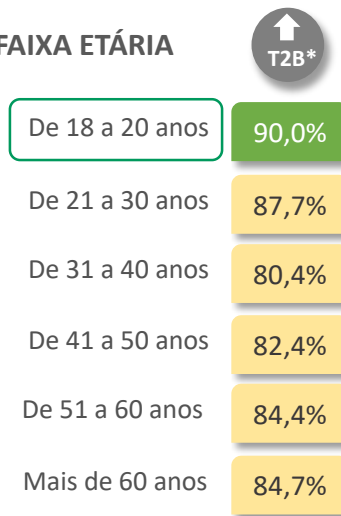 FAIXA ETÁRIA
T2B*
De 18 a 20 anos 90,0%
De 21 a 30 anos 87,7%
De 31 a 40 anos 80,4%
De 41 a 50 anos 82,4%
De 51 a 60 anos 84,4%
Mais de 60 anos 84,7%